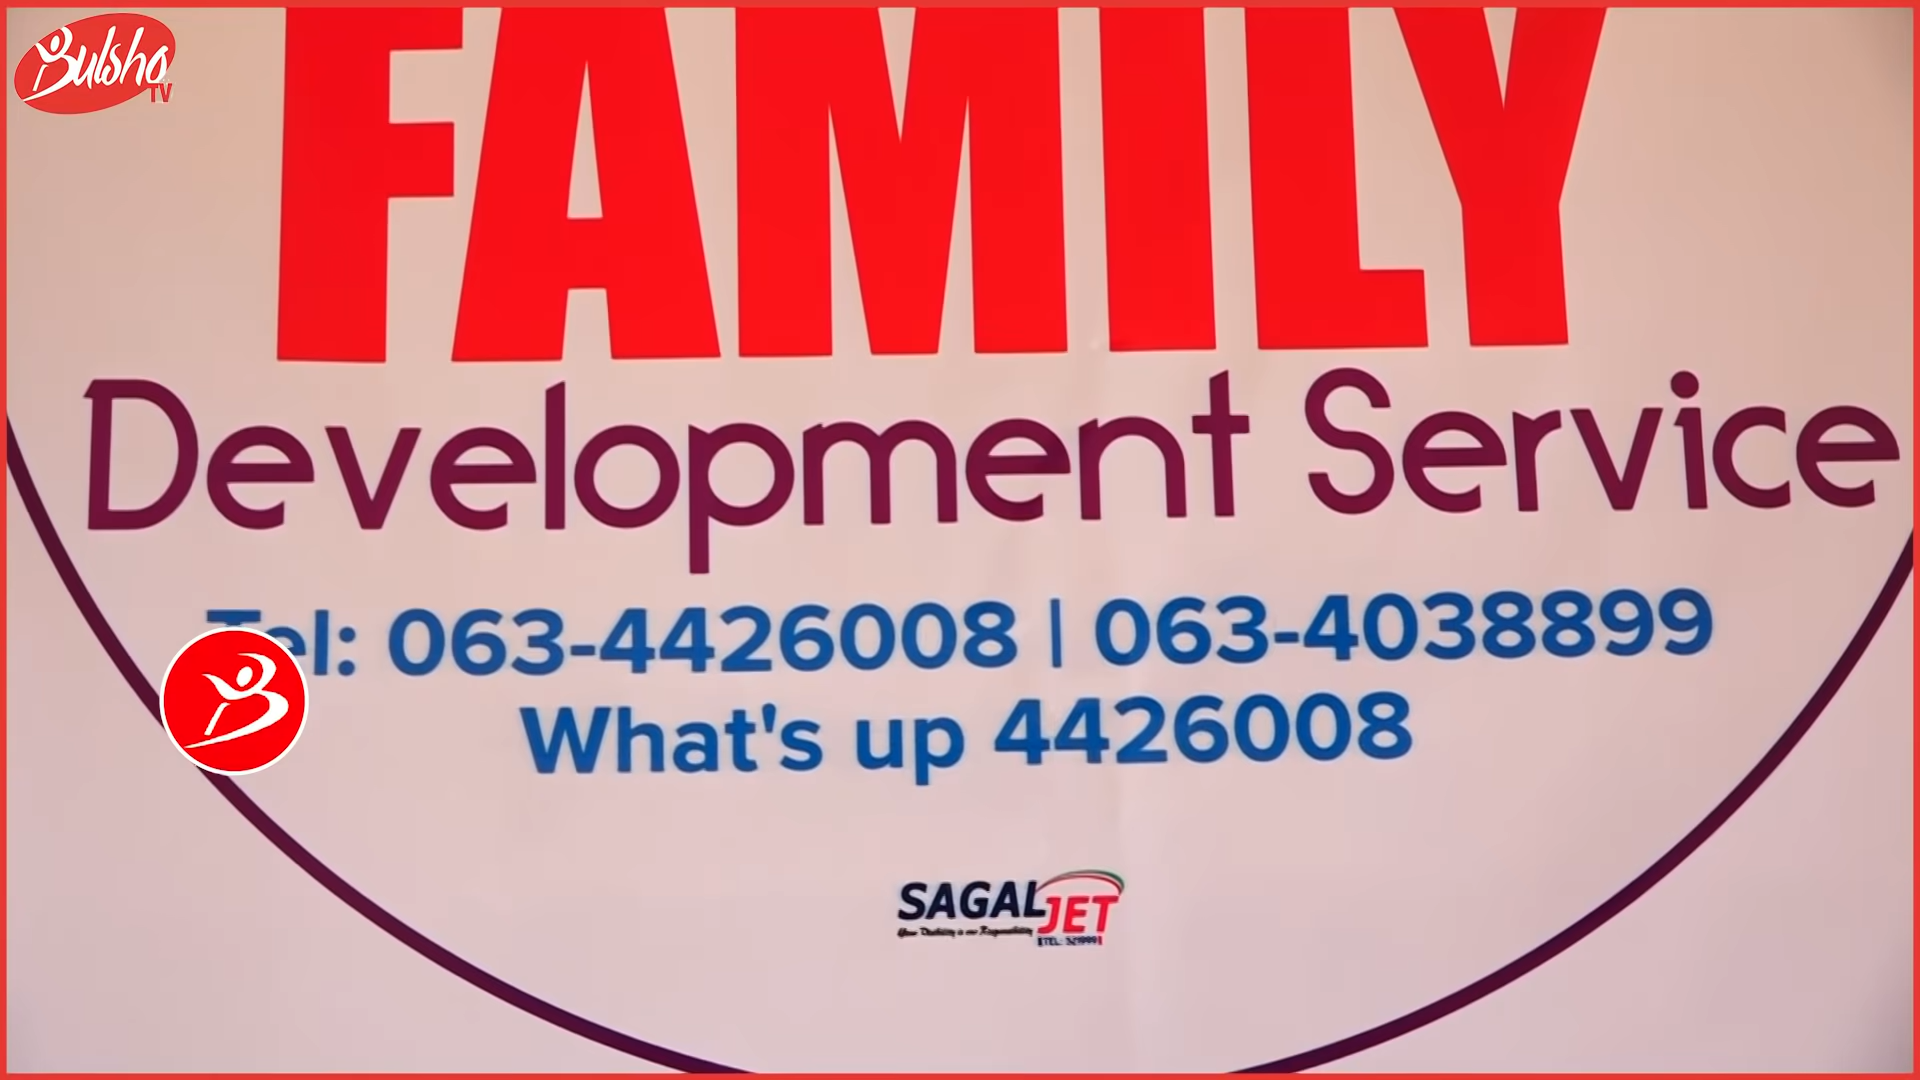 Bulsho
TV
FAMILY
Development Service
Tel: 063-4426008 | 063-4038899
What's up 4426008
SAGAL JET